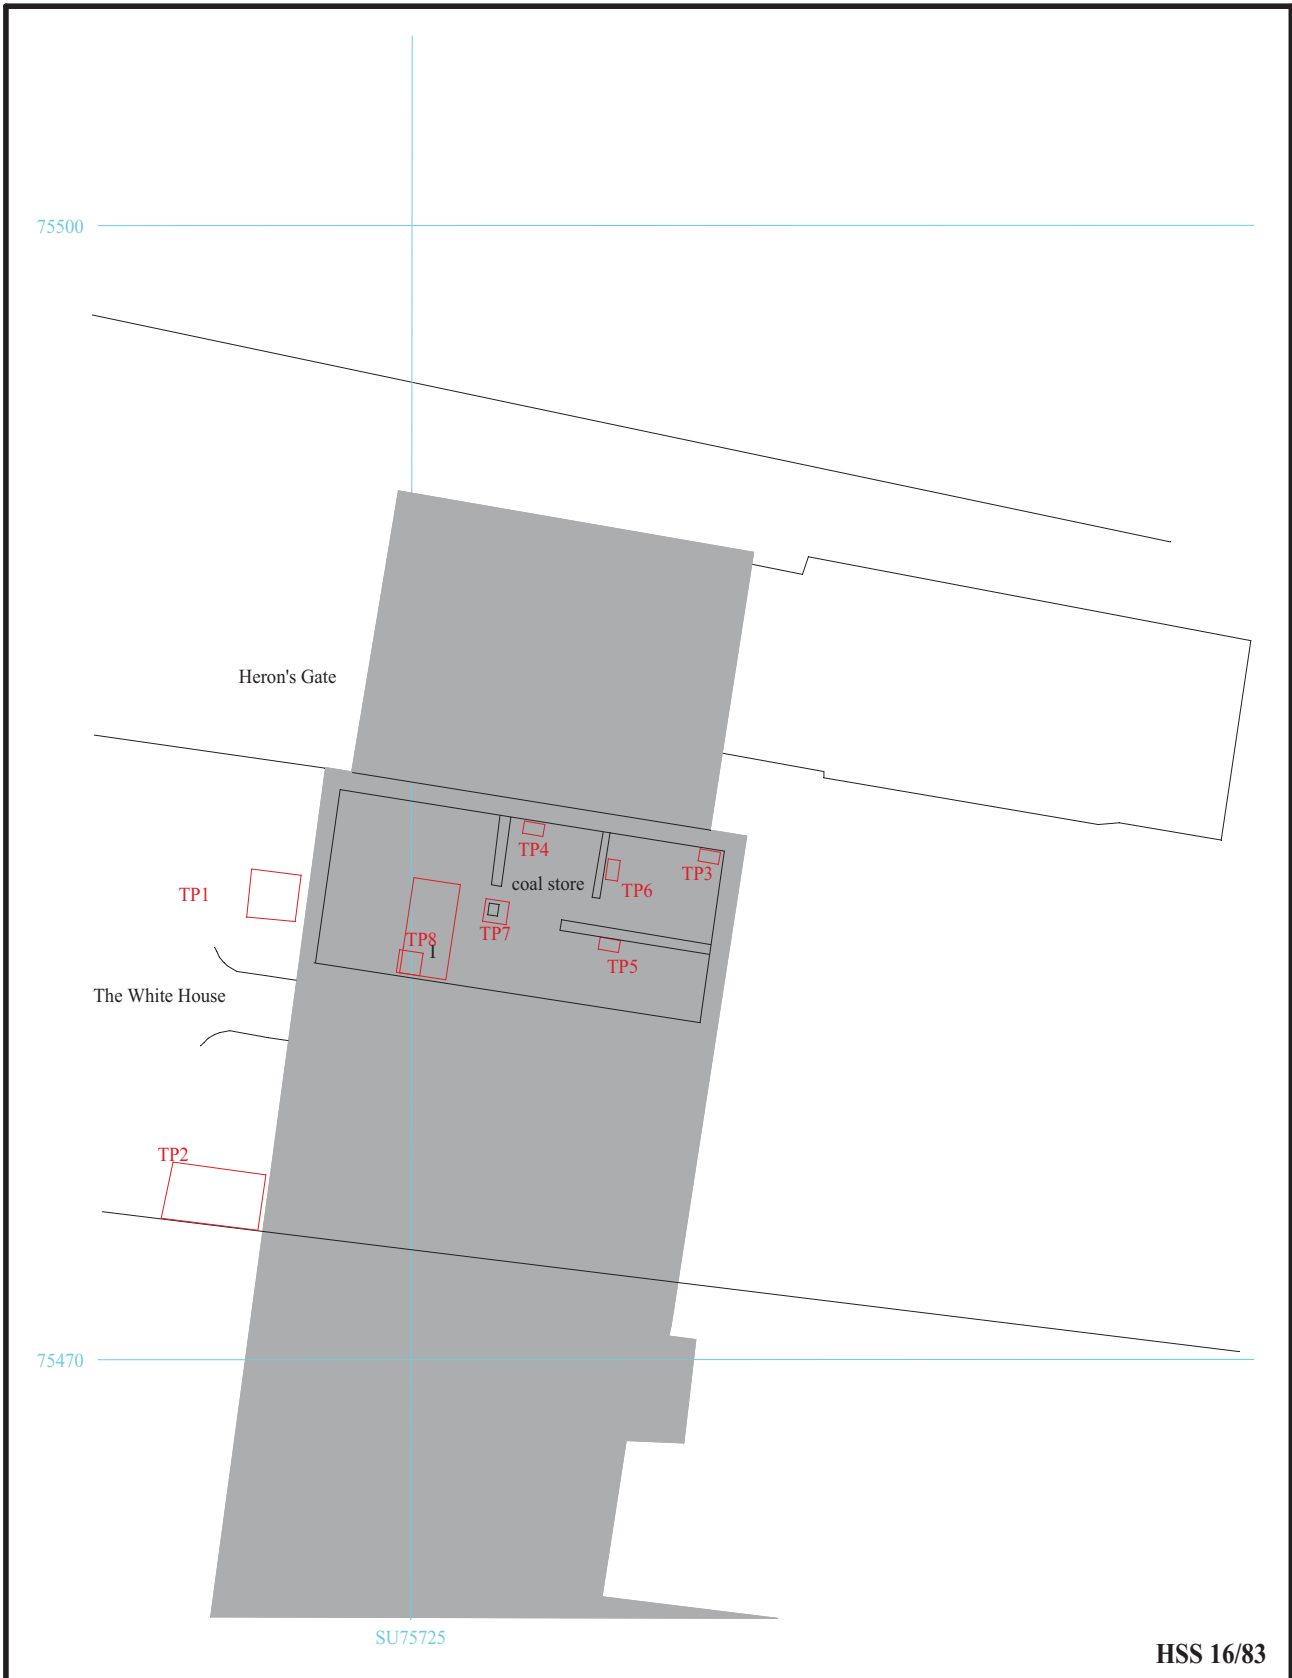 75500
Heron's Gate
TP4
TP3
TP1
coal store
TP6
TP8
1
TP7
TP5
The White House
TP2
75470
SU75725
HSS 16/83